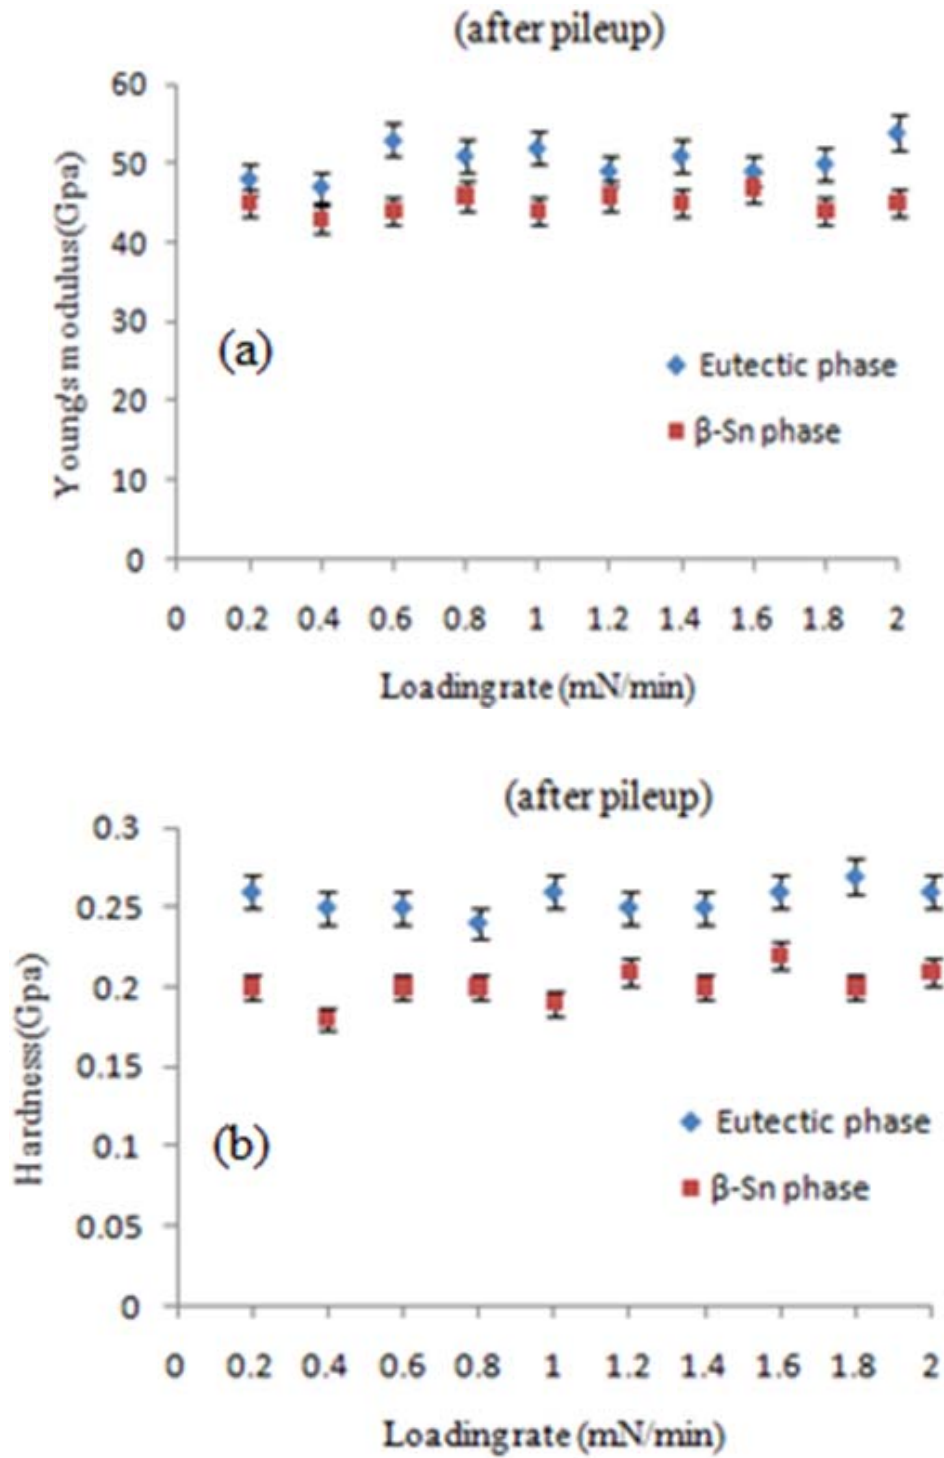 (after pileup)
60
50
40
30
20
10
0
Youngs modulus(Gpa)
(a)
Eutectic phase
β-Sn phase
0 0.2 0.4 0.6 0.8 1 1.2 1.4 1.6 1.8 2
Loadingrate (mN/min)
(after pileup)
0.3
0.25
0.2
0.15
0.1
0.05
0
Hardness(Gpa)
(b)
Eutectic phase
β-Sn phase
0 0.2 0.4 0.6 0.8 1 1.2 1.4 1.6 1.8 2
Loadingrate (mN/min)